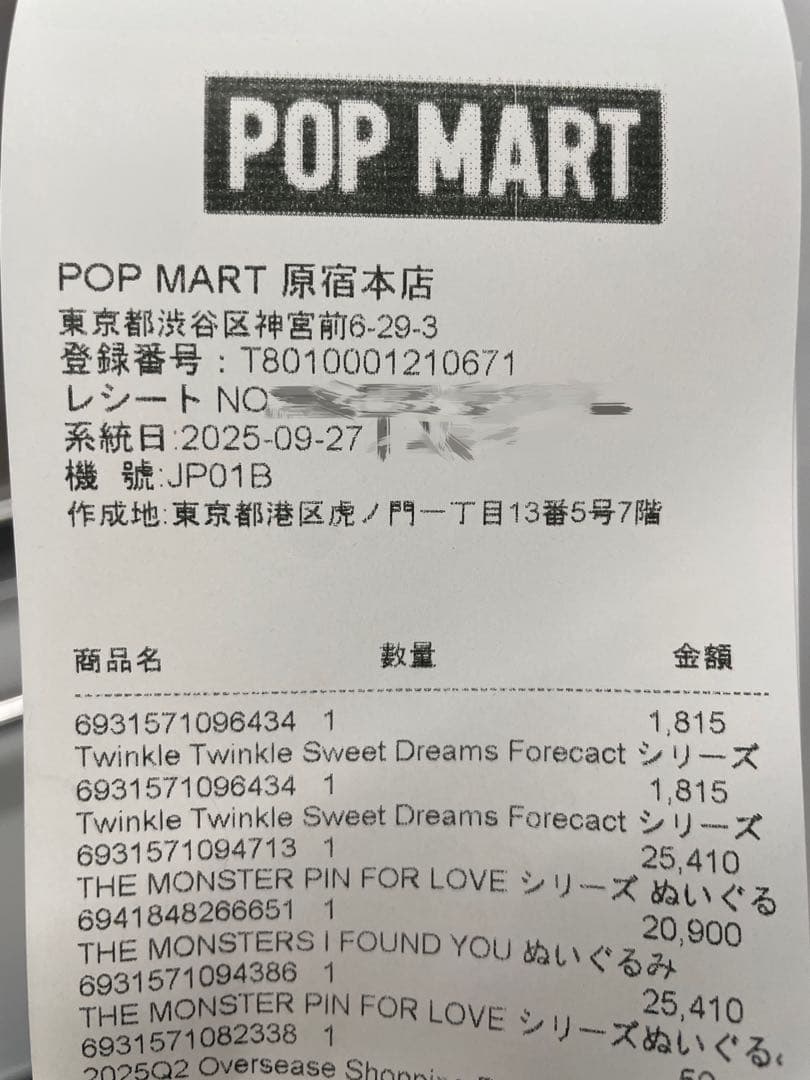 POP MART
POP MART 原宿本店
東京都渋谷区神宮前6-29-3
登録番号：T8010001210671
レシートNO
系統日:2025-09-27
機 號:JP01B
作成地:東京都港区虎ノ門一丁目13番5号7階
商品名 數量 金額
6931571096434 1 1,815
Twinkle Twinkle Sweet Dreams Forecact シリーズ
6931571096434 1 1,815
Twinkle Twinkle Sweet Dreams Forecact シリーズ
6931571094713 1 25,410
THE MONSTER PIN FOR LOVE シリーズ ぬいぐる
6941848266651 1 20,900
THE MONSTERS I FOUND YOU ぬいぐるみ
6931571094386 1 25,410
THE MONSTER PIN FOR LOVE シリーズぬいぐる
6931571082338 1 50
2025Q2 Oversease Shopping